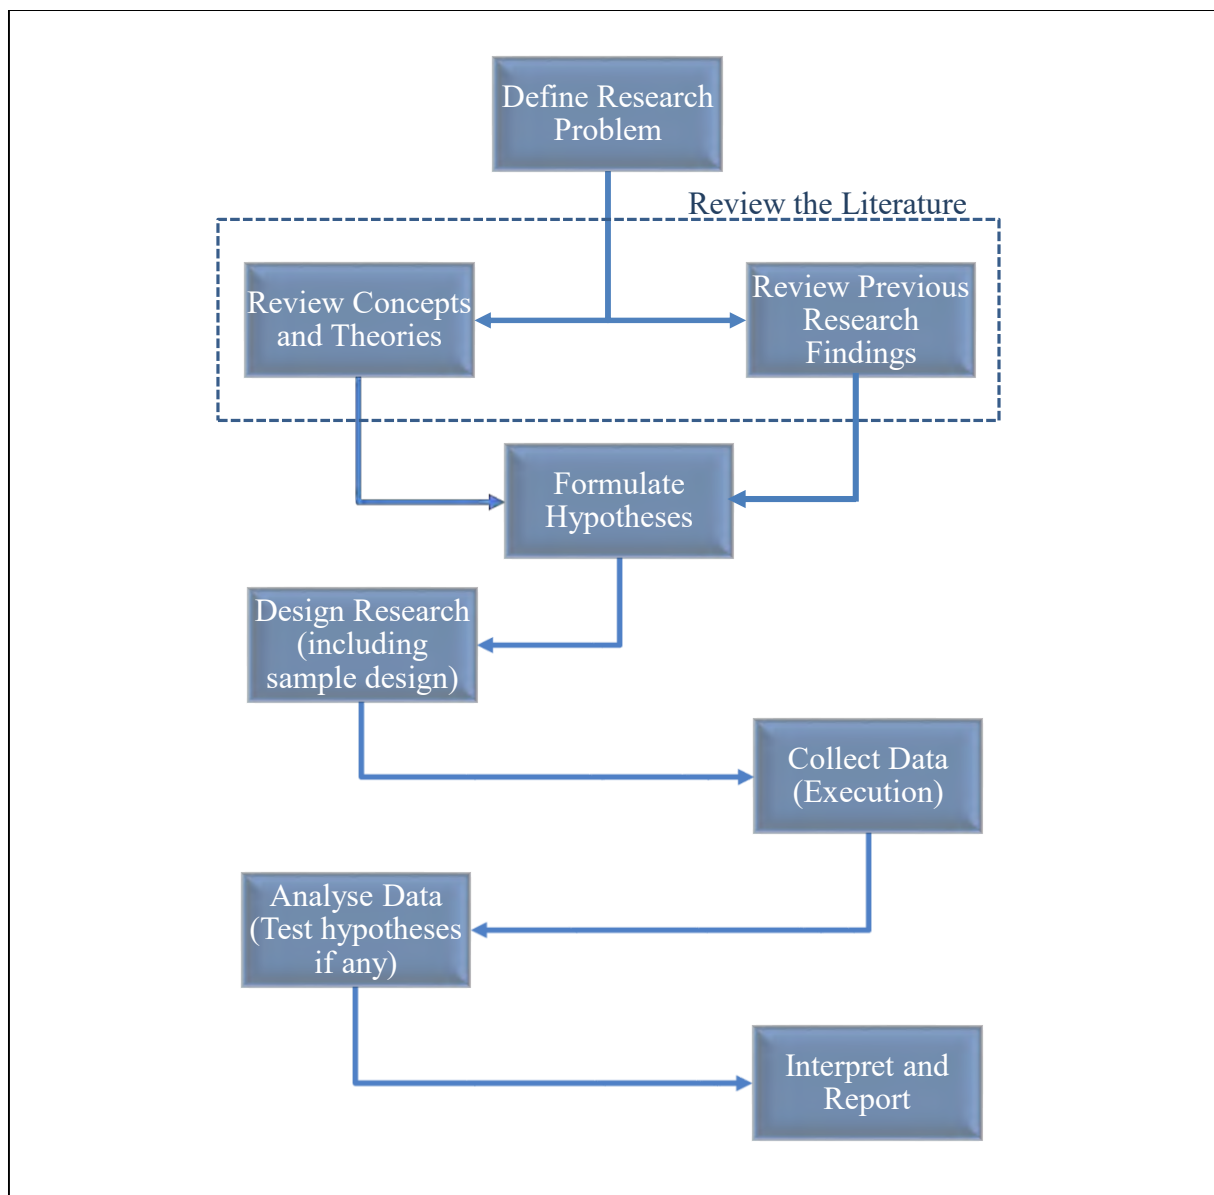 Define Research
Problem
Review the Literature
Review Concepts
and Theories
Review Previous
Research
Findings
Formulate
Hypotheses
Design Research
(including
sample design)
Collect Data
(Execution)
Analyse Data
(Test hypotheses
if any)
Interpret and
Report